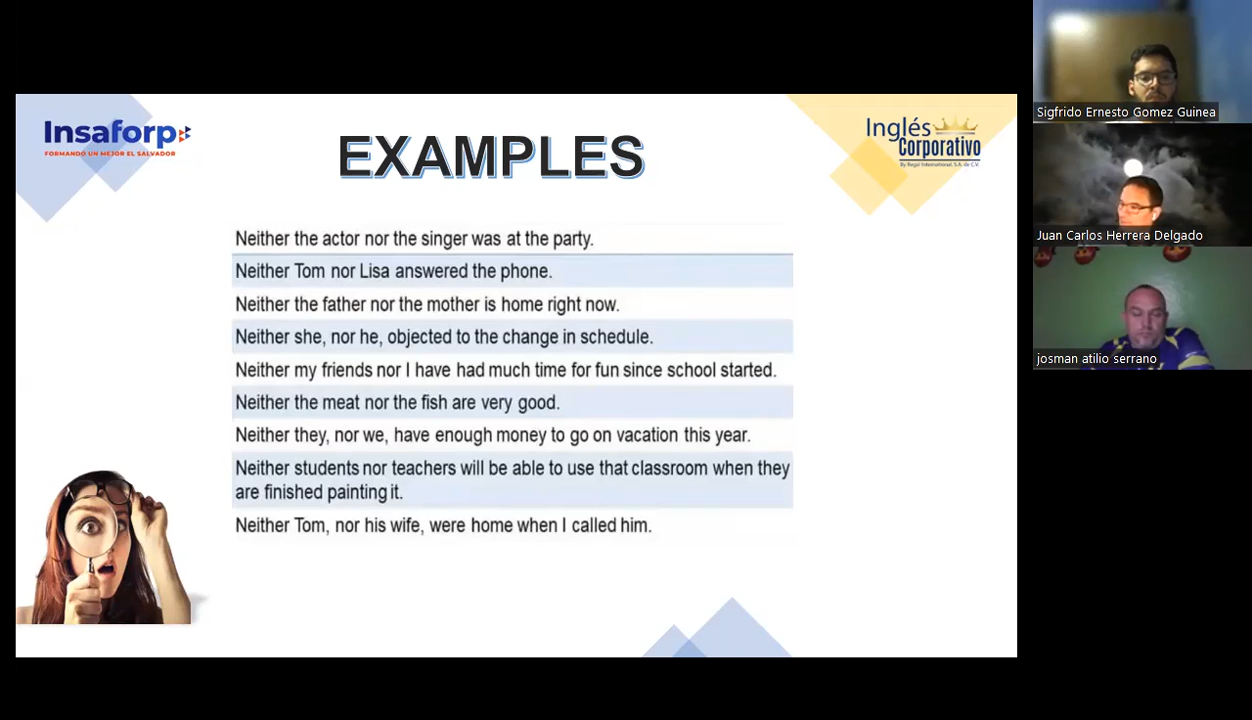 Insaforp
FORMANDO UN MEJOR EL SALVADOR
EXAMPLES
Inglés
Corporativo
By Regal International, S.A. de C.V.
Neither the actor nor the singer was at the party.
Neither Tom nor Lisa answered the phone.
Neither the father nor the mother is home right now.
Neither she, nor he, objected to the change in schedule.
Neither my friends nor I have had much time for fun since school started.
Neither the meat nor the fish are very good.
Neither they, nor we, have enough money to go on vacation this year.
Neither students nor teachers will be able to use that classroom when they
are finished painting it.
Neither Tom, nor his wife, were home when I called him.
Sigfrido Ernesto Gomez Guinea
Juan Carlos Herrera Delgado
josman atilio serrano